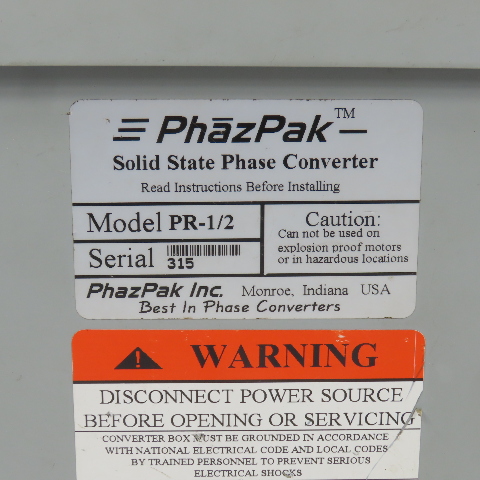 PhāzPak™
Solid State Phase Converter
Read Instructions Before Installing
Model PR-1/2
Serial 315
Caution:
Can not be used on
explosion proof motors
or in hazardous locations
PhazPak Inc. Monroe, Indiana USA
Best In Phase Converters
WARNING
DISCONNECT POWER SOURCE
BEFORE OPENING OR SERVICING
CONVERTER BOX MUST BE GROUNDED IN ACCORDANCE
WITH NATIONAL ELECTRICAL CODE AND LOCAL CODES
BY TRAINED PERSONNEL TO PREVENT SERIOUS
ELECTRICAL SHOCKS